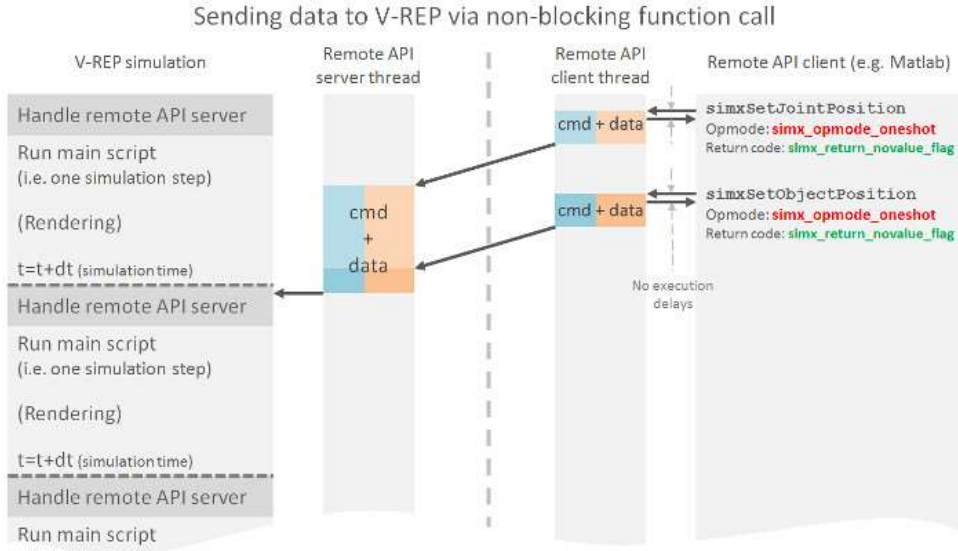 Sending data to V-REP via non-blocking function call
V-REP simulation
Remote API
server thread
Remote API
client thread
Remote API client (e.g. Matlab)
Handle remote API server
Run main script
(i.e. one simulation step)
(Rendering)
t=t+dt (simulation time)
Handle remote API server
Run main script
(i.e. one simulation step)
(Rendering)
t=t+dt (simulation time)
Handle remote API server
Run main script
cmd
+
data
cmd + data
cmd + data
simxSetJointPosition
Opmode: simx_opmode_oneshot
Return code: simx_return_novalue_flag
simxSetObjectPosition
Opmode: simx_opmode_oneshot
Return code: simx_return_novalue_flag
No execution
delays